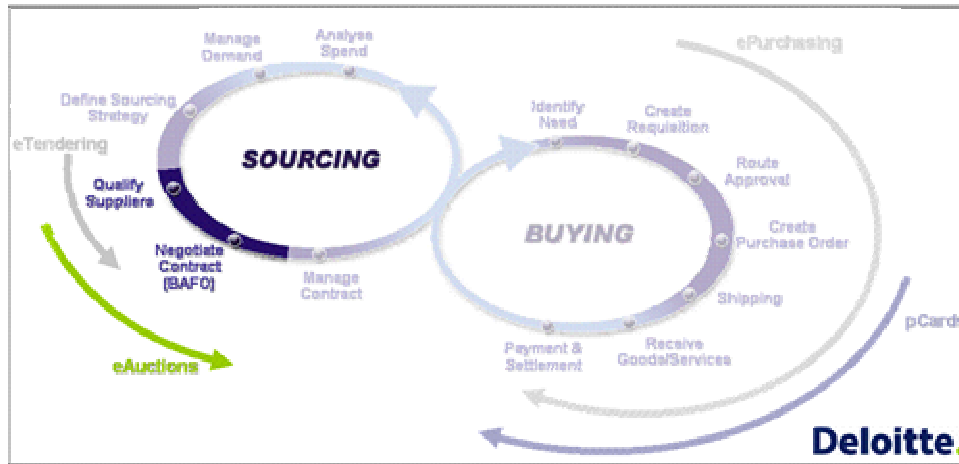 Manage
Demand
Analyse
Spend
ePurchasing
Define Sourcing
Strategy
Identify
Need
Create
Requisition
eTendering
SOURCING
Route
Approval
Qualify
Suppliers
BUYING
Create
Purchase Order
Negotiate
Contract
(BAFO)
Manage
Contract
Shipping
pCards
Payment &
Settlement
Receive
Goods/Services
eAuctions
Deloitte.